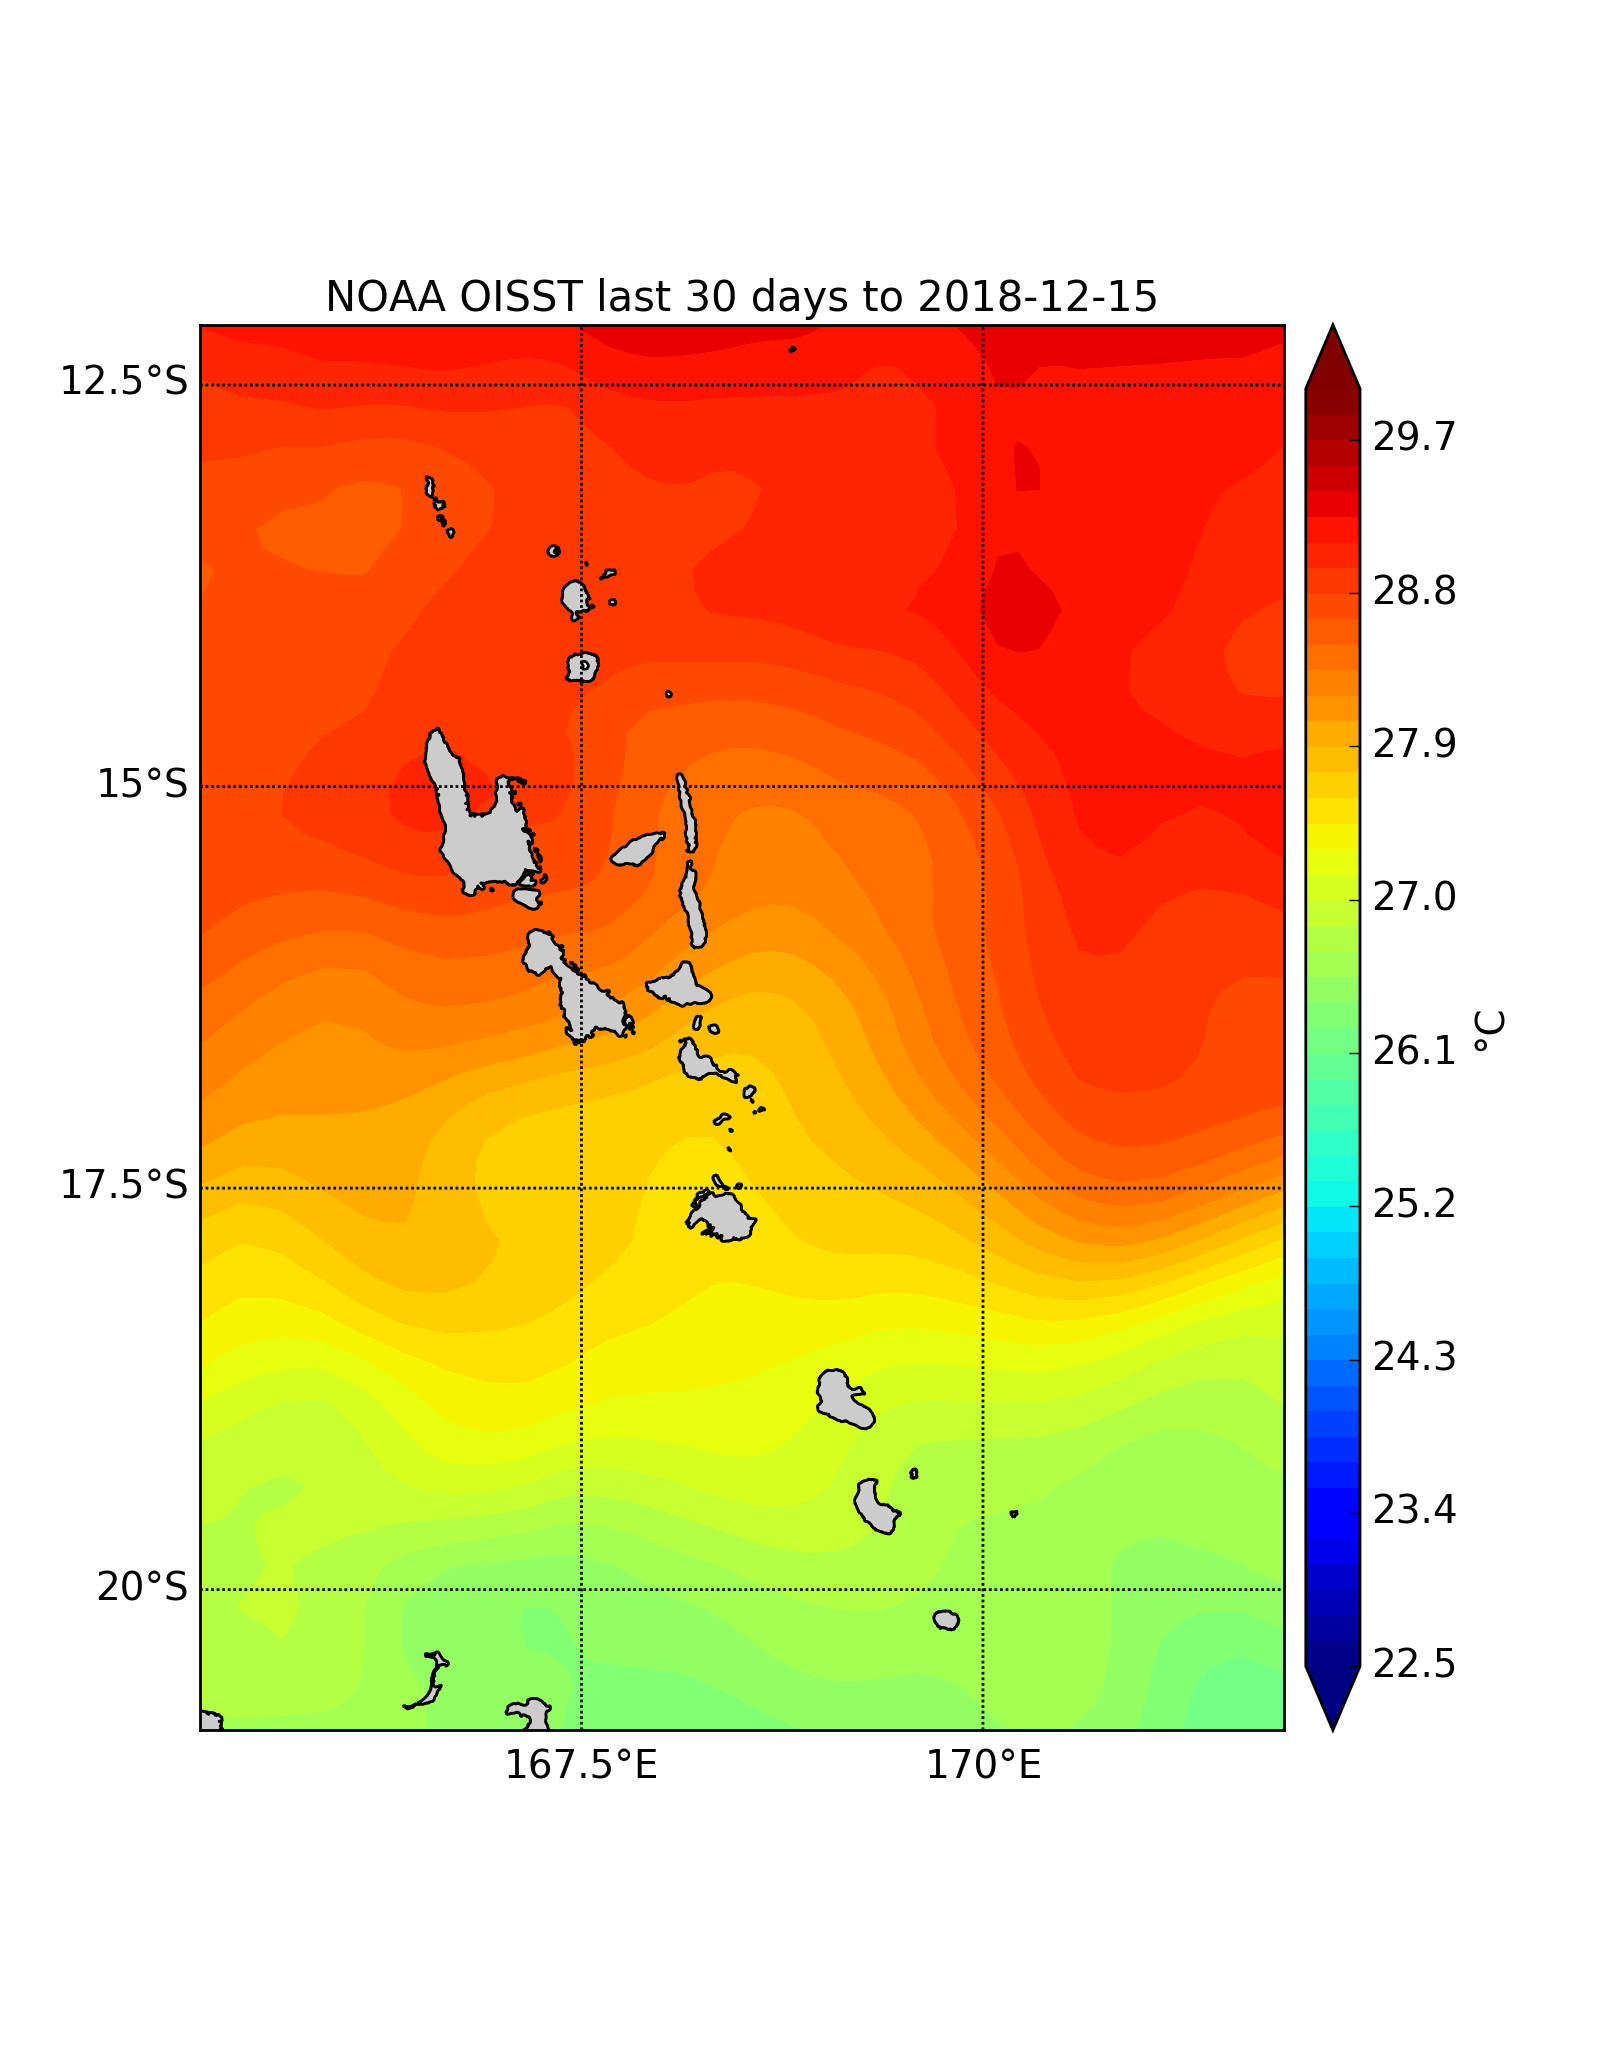 NOAA OISST last 30 days to 2018-12-15
12.5°S
15°S
17.5°S
20°S
167.5°E
170°E
29.7
28.8
27.9
27.0
26.1
25.2
24.3
23.4
22.5
°C